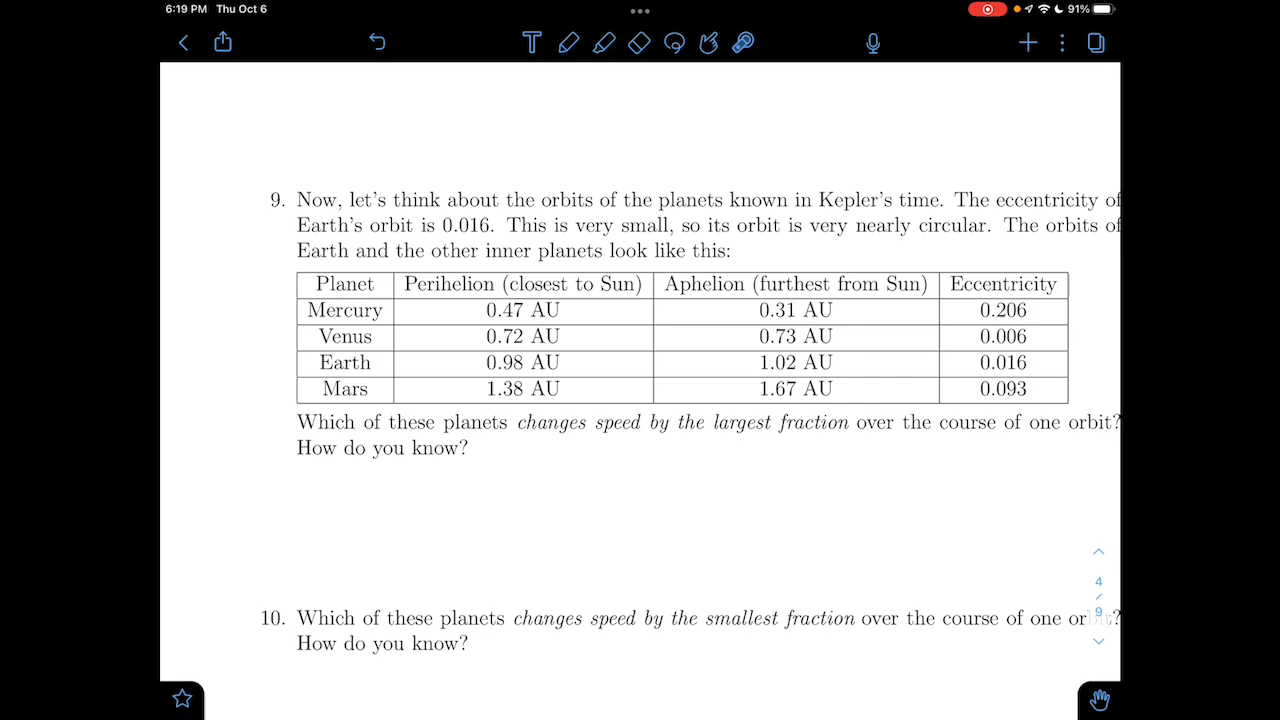 6:19 PM Thu Oct 6
91%
9. Now, let's think about the orbits of the planets known in Kepler's time. The eccentricity of
Earth's orbit is 0.016. This is very small, so its orbit is very nearly circular. The orbits of
Earth and the other inner planets look like this:
Planet Perihelion (closest to Sun) Aphelion (furthest from Sun) Eccentricity
Mercury 0.47 AU 0.31 AU 0.206
Venus 0.72 AU 0.73 AU 0.006
Earth 0.98 AU 1.02 AU 0.016
Mars 1.38 AU 1.67 AU 0.093
Which of these planets changes speed by the largest fraction over the course of one orbit?
How do you know?
4
/
9
10. Which of these planets changes speed by the smallest fraction over the course of one orbit?
How do you know?